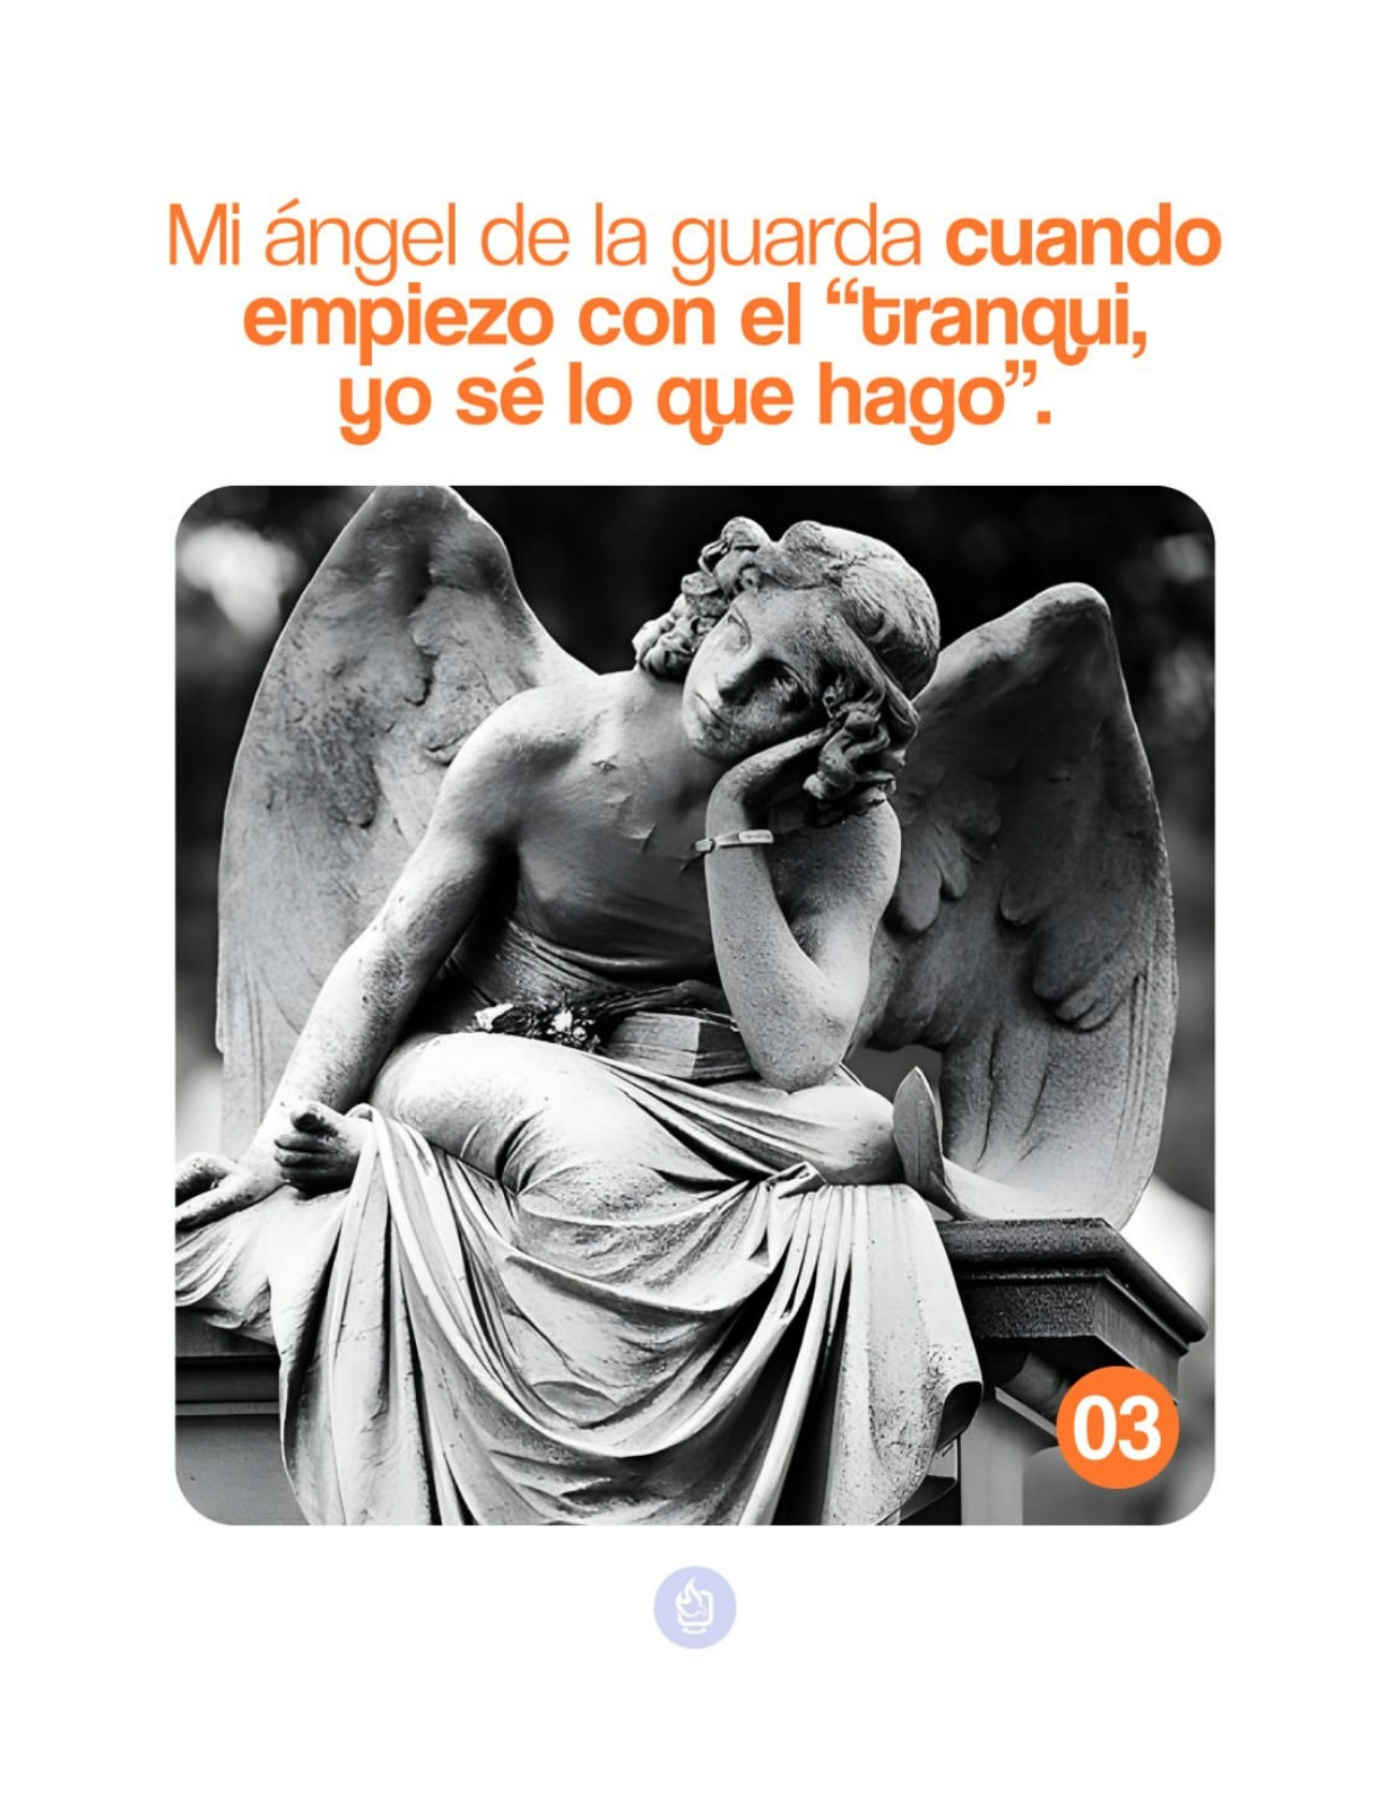 Mi ángel de la guarda cuando
empiezo con el “tranqui,
yo sé lo que hago”.
03